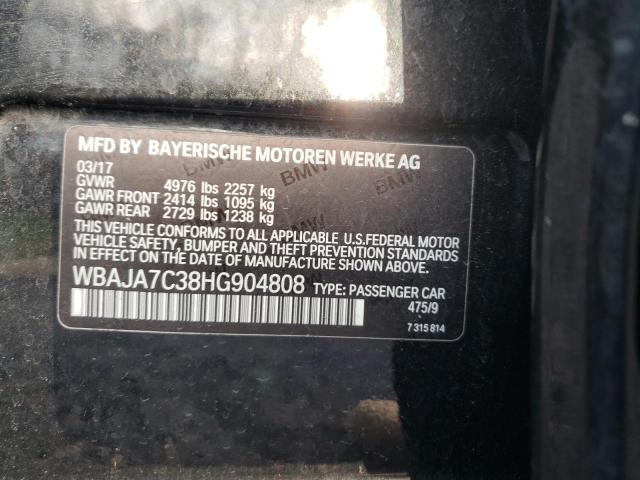 MFD BY BAYERISCHE MOTOREN WERKE AG
03/17
GVWR 4976 lbs 2257 kg
GAWR FRONT 2414 lbs 1095 kg
GAWR REAR 2729 lbs 1238 kg
THIS VEHICLE CONFORMS TO ALL APPLICABLE U.S.FEDERAL MOTOR
VEHICLE SAFETY, BUMPER AND THEFT PREVENTION STANDARDS
IN EFFECT ON THE DATE OF MANUFACTURE SHOWN ABOVE.
WBAJA7C38HG904808 TYPE: PASSENGER CAR
475/9
7 315 814
BMW
BMW